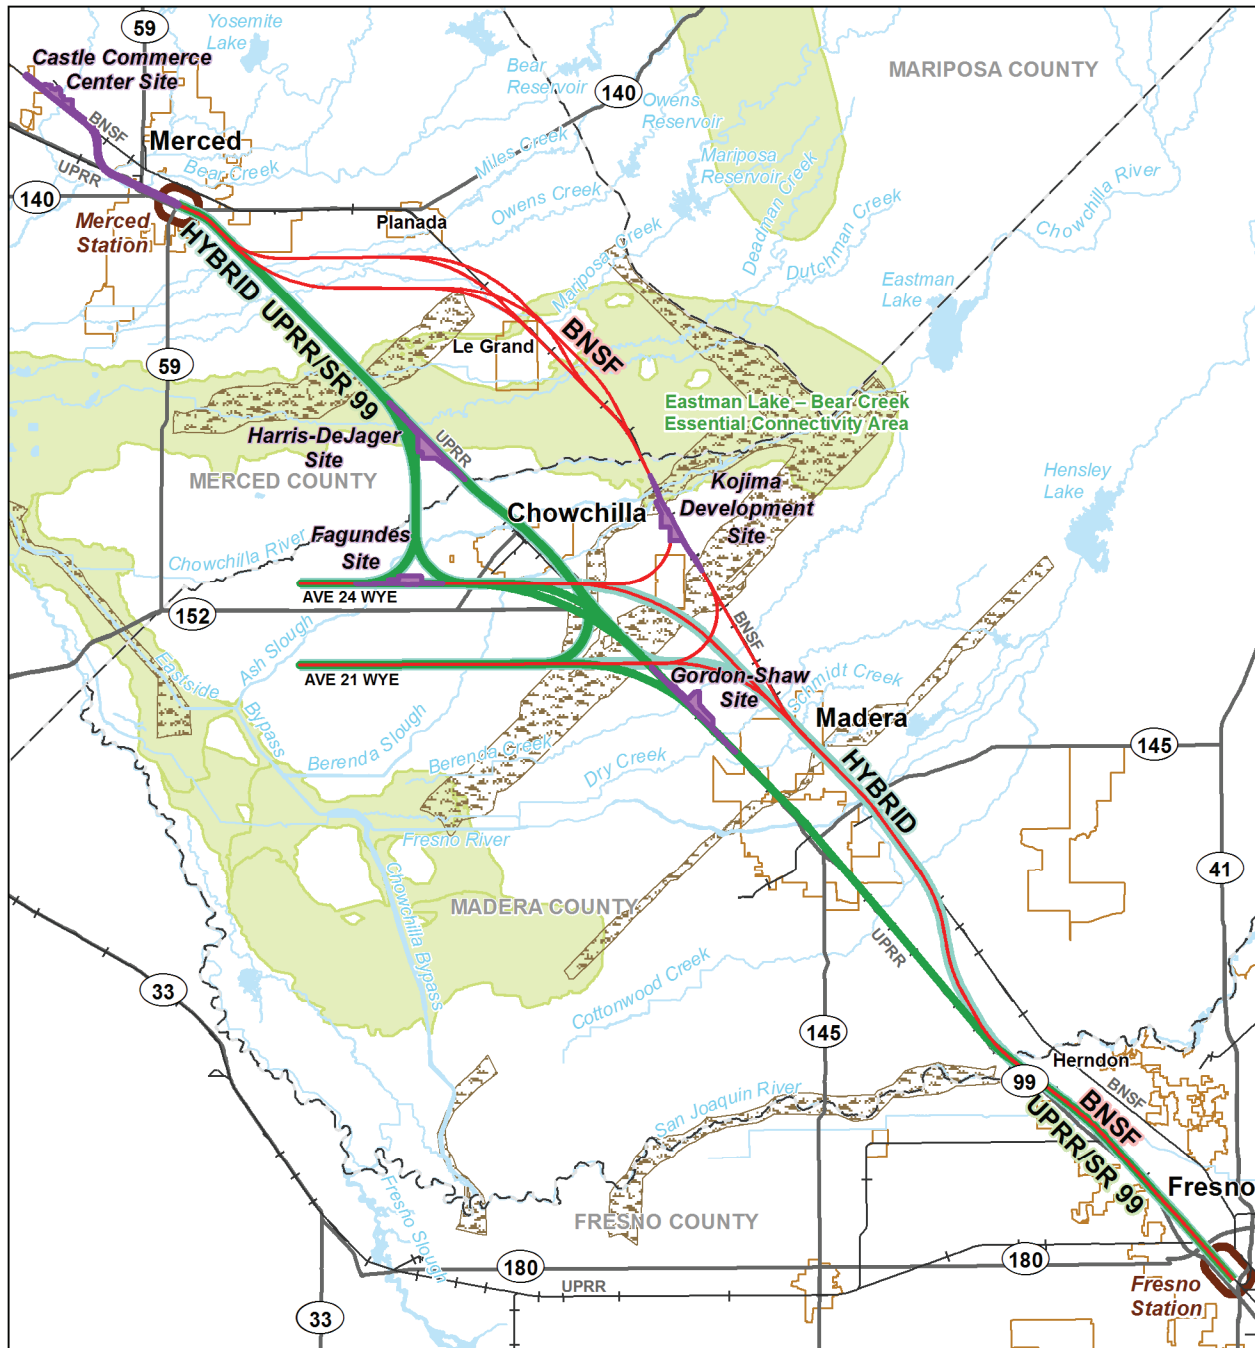 59
Yosemite
Lake
Castle Commerce
Center Site
Bear
Reservoir
140
MARIPOSA COUNTY
Owens
Reservoir
BNSF
Merced
Miles Creek
Mariposa
Reservoir
UPRR
Bear Creek
Deadman Creek
Chowchilla River
140
Owens Creek
Dutchman Creek
Merced
Station
Planada
Mariposa Creek
Eastman
Lake
HYBRID UPRR/SR 99
BNSF
Le Grand
59
Eastman Lake – Bear Creek
Essential Connectivity Area
Harris-DeJager
Site
UPRR
MERCED COUNTY
Hensley
Lake
Kojima
Development
Site
Chowchilla
Fagundes
Site
Chowchilla River
AVE 24 WYE
152
BNSF
Ash Slough
Eastside
Bypass
AVE 21 WYE
Gordon-Shaw
Site
Schmidt Creek
Madera
Berenda Slough
Berenda Creek
Dry Creek
145
HYBRID
Fresno River
41
Chowchilla Bypass
MADERA COUNTY
UPRR
33
Cottonwood Creek
145
Herndon
99
BNSF
San Joaquin River
BNSF
UPRR/SR 99
Fresno
Fresno Slough
FRESNO COUNTY
180
180
UPRR
Fresno
Station
33